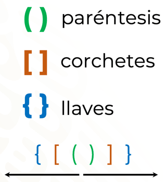 ( ) paréntesis
[ ] corchetes
{ } llaves
{ [ ( ) ] }